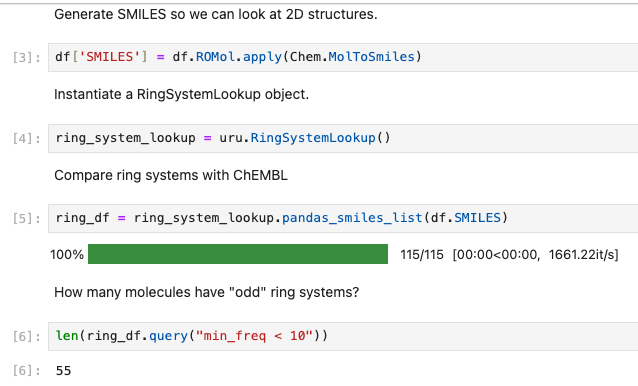 Generate SMILES so we can look at 2D structures.
[3]: df['SMILES'] = df.ROMol.apply(Chem.MolToSmiles)
Instantiate a RingSystemLookup object.
[4]: ring_system_lookup = uru.RingSystemLookup()
Compare ring systems with ChEMBL
[5]: ring_df = ring_system_lookup.pandas_smiles_list(df.SMILES)
100% 115/115 [00:00<00:00, 1661.22it/s]
How many molecules have "odd" ring systems?
[6]: len(ring_df.query("min_freq < 10"))
[6]: 55